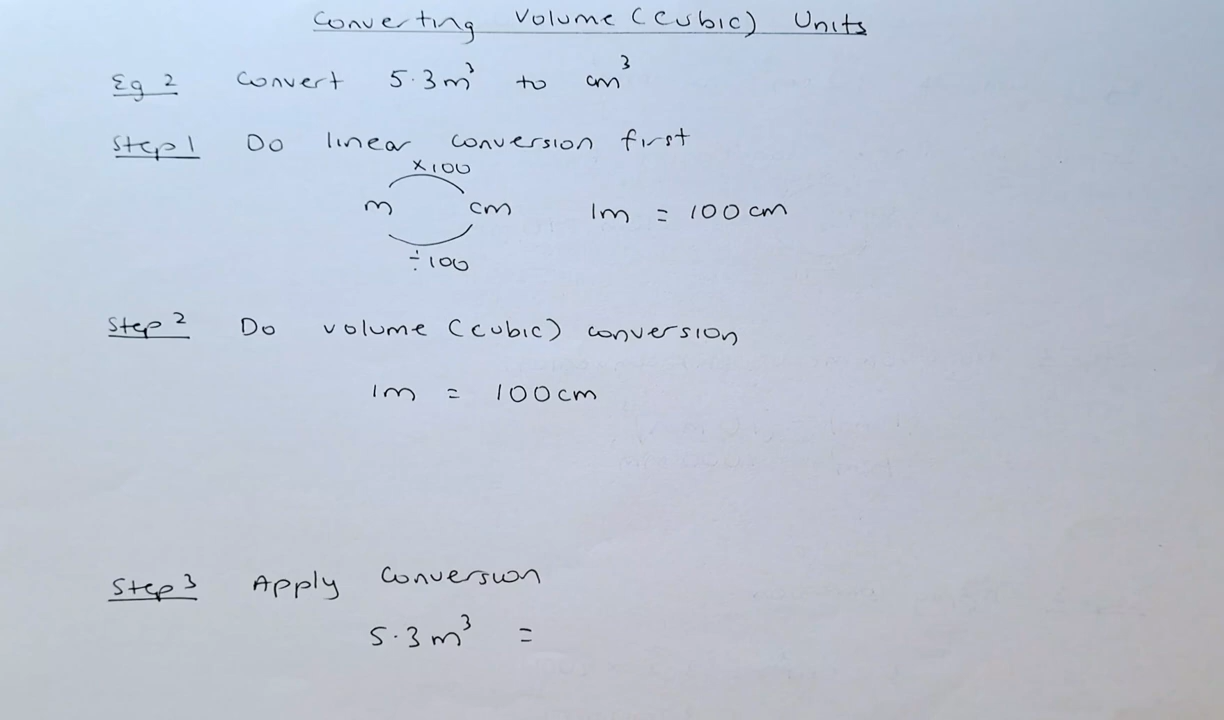 Converting Volume (Cubic) Units
Eg 2 Convert 5.3m³ to cm³
Step 1 Do linear conversion first
×100
m cm 1m = 100cm
÷100
Step 2 Do volume (cubic) conversion
1m = 100cm
Step 3 Apply Conversion
5.3m³ =